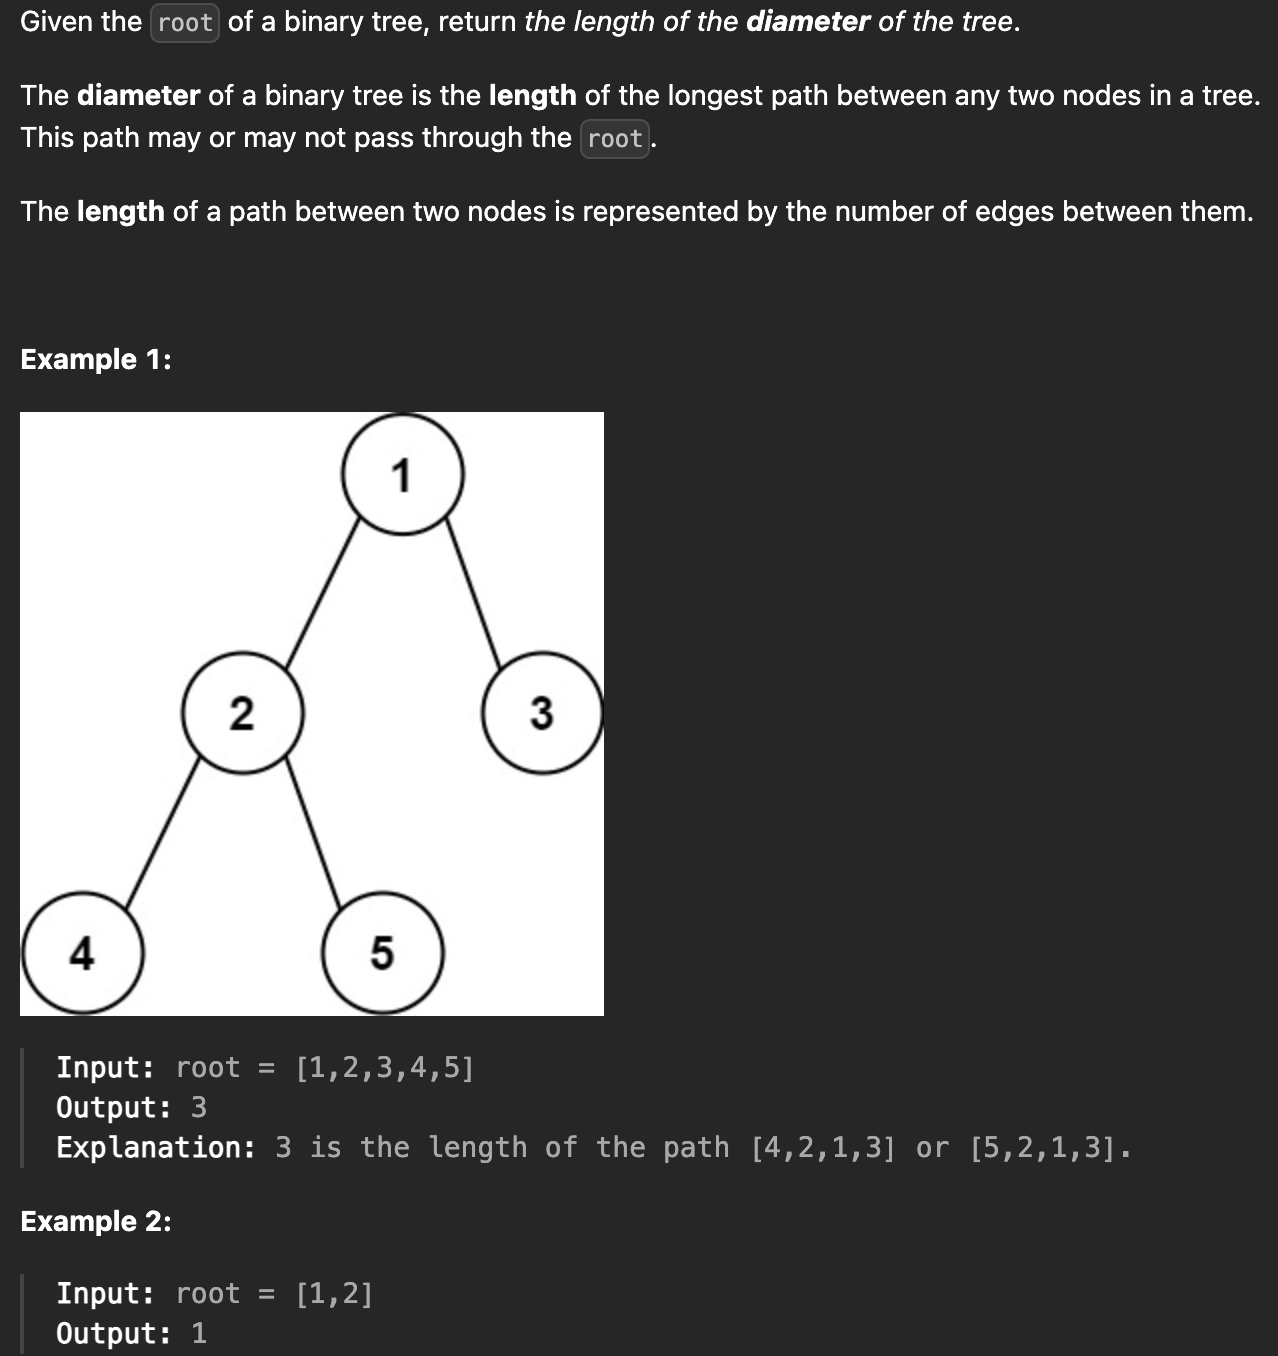 Given the root of a binary tree, return the length of the diameter of the tree.
The diameter of a binary tree is the length of the longest path between any two nodes in a tree.
This path may or may not pass through the root.
The length of a path between two nodes is represented by the number of edges between them.
Example 1:
1
2
3
4
5
Input: root = [1,2,3,4,5]
Output: 3
Explanation: 3 is the length of the path [4,2,1,3] or [5,2,1,3].
Example 2:
Input: root = [1,2]
Output: 1